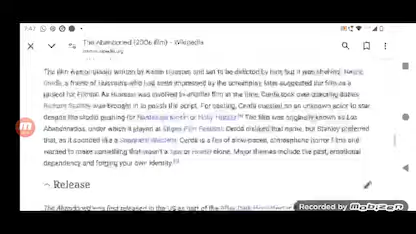 The Abandoned (2006 film) - Wikipedia
The film was originally written by Karim Hussain and set to be directed by him, but it was shelved. Nacho
Cerdà, a friend of Hussain who had been impressed by the screenplay, later suggested the film as a
project for Filmax. As Hussain was involved in another film at the time, Cerdà took over directing duties.
Richard Stanley was brought in to polish the script. For casting, Cerdà insisted on an unknown actor to star
despite the studio pushing for Nastassja Kinski or Holly Hunter. The film was originally known as Los
Abandonados, under which it played at Sitges Film Festival. Cerdà disliked that name, but Stanley preferred
that, as it sounded like a spaghetti Western. Cerdà is a fan of slow-paced, atmospheric horror films and
wanted to make something that wasn't a teen movie alone. Major themes include the past, emotional
dependency and forging your own identity.
Release
The Abandoned was first released in the US as part of the After Dark Horrorfest
Recorded by Mobizen